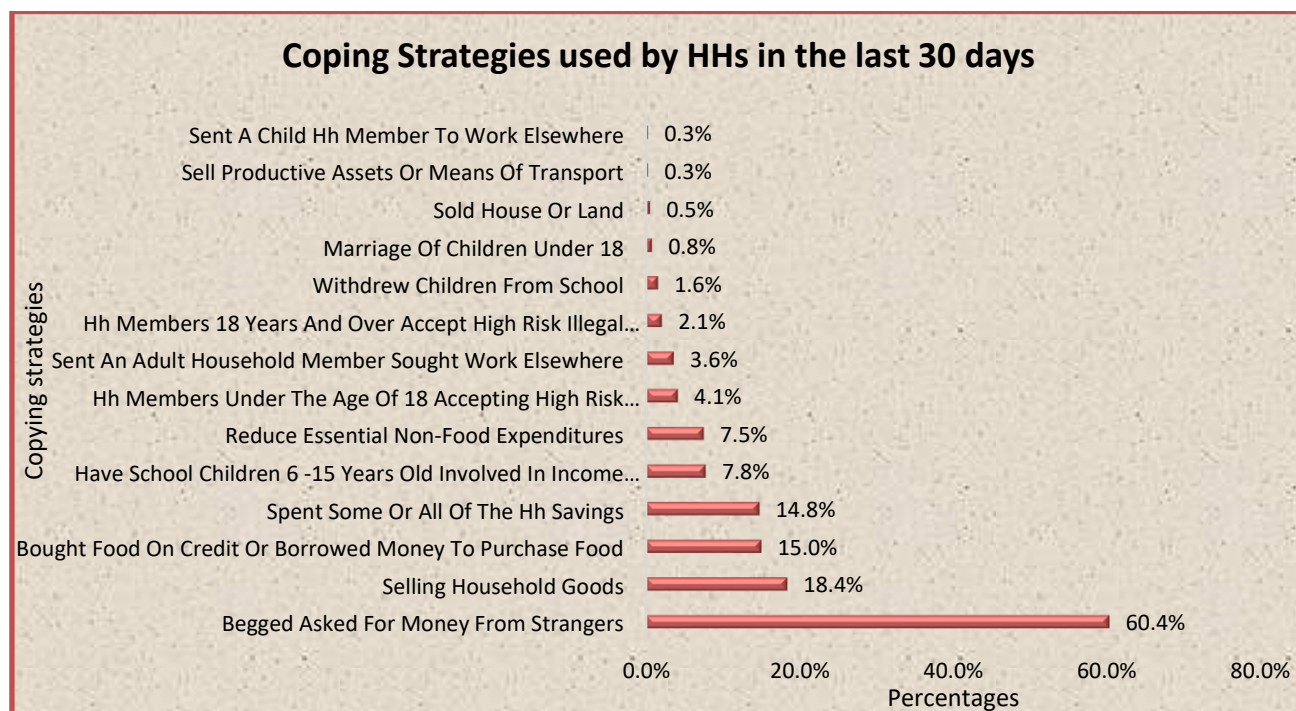 Coping Strategies used by HHs in the last 30 days
Copying strategies
Sent A Child Hh Member To Work Elsewhere 0.3%
Sell Productive Assets Or Means Of Transport 0.3%
Sold House Or Land 0.5%
Marriage Of Children Under 18 0.8%
Withdrew Children From School 1.6%
Hh Members 18 Years And Over Accept High Risk Illegal... 2.1%
Sent An Adult Household Member Sought Work Elsewhere 3.6%
Hh Members Under The Age Of 18 Accepting High Risk... 4.1%
Reduce Essential Non-Food Expenditures 7.5%
Have School Children 6 -15 Years Old Involved In Income... 7.8%
Spent Some Or All Of The Hh Savings 14.8%
Bought Food On Credit Or Borrowed Money To Purchase Food 15.0%
Selling Household Goods 18.4%
Begged Asked For Money From Strangers 60.4%
0.0% 20.0% 40.0% 60.0% 80.0%
Percentages